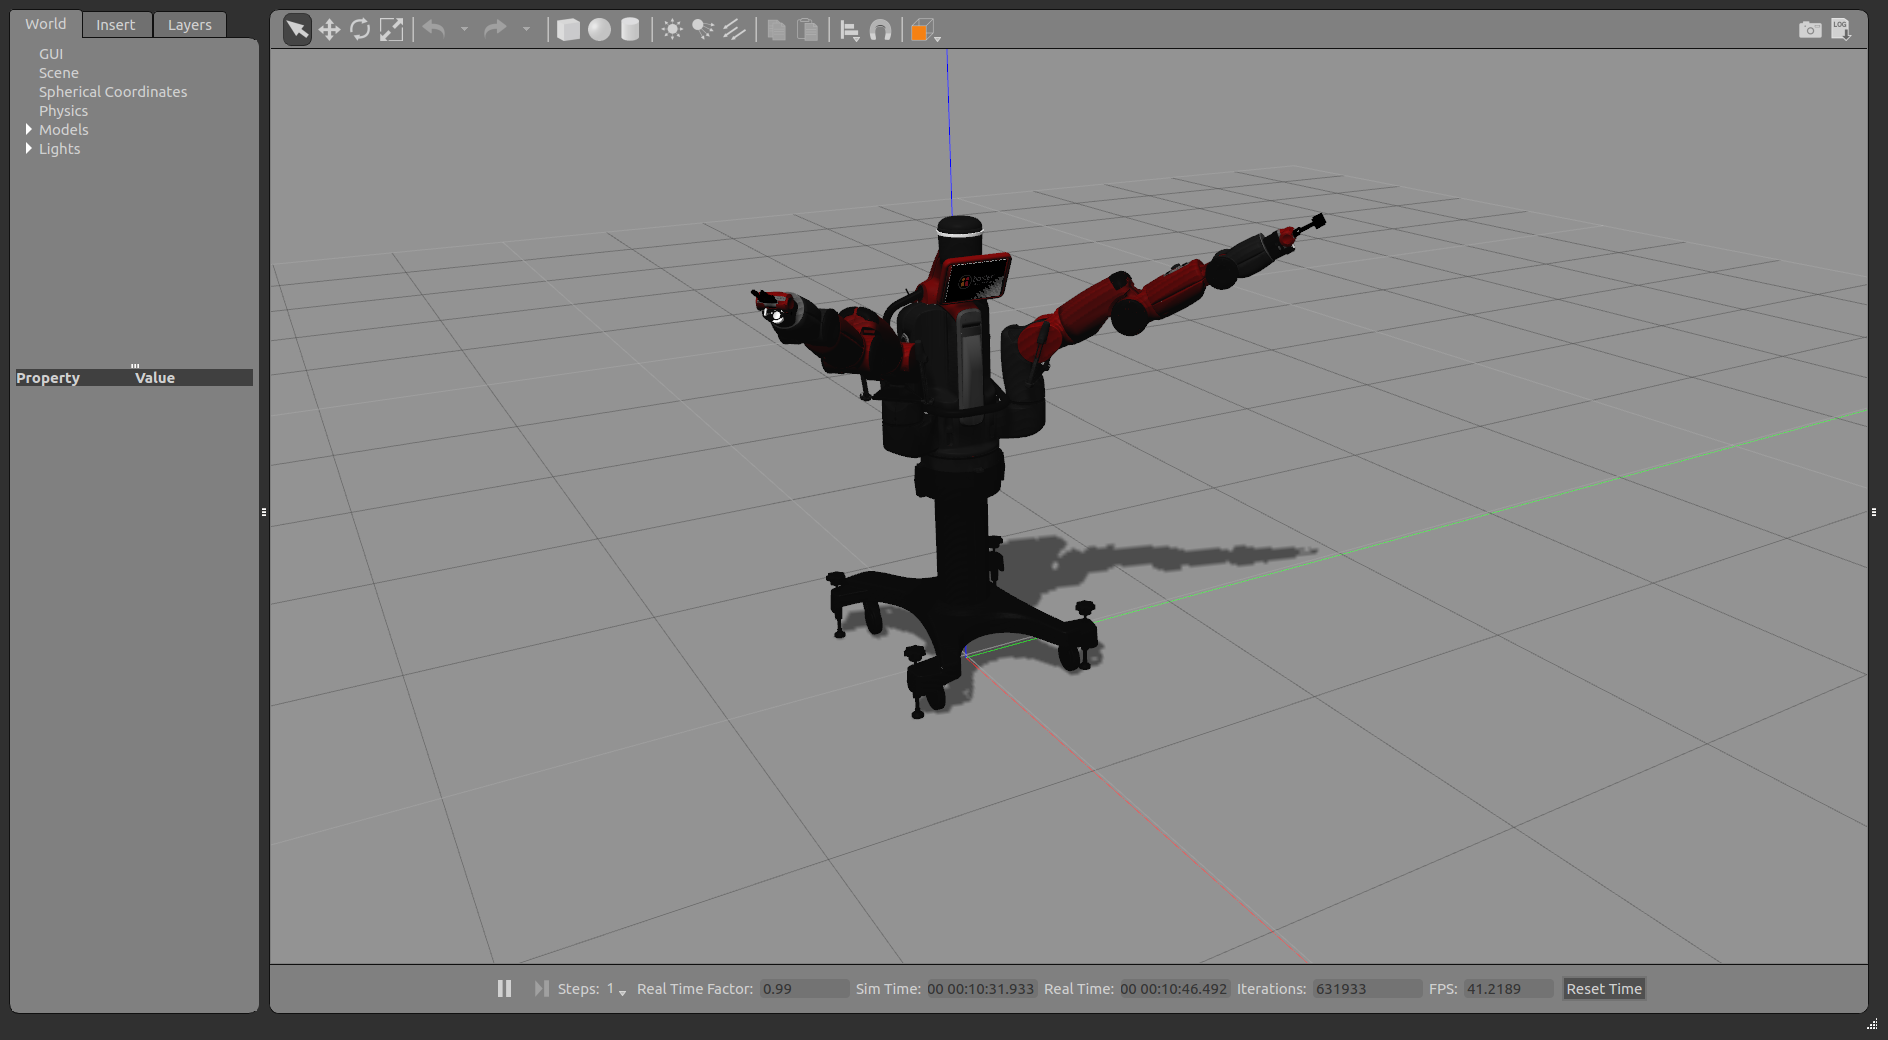 World Insert Layers
LOG
GUI
Scene
Spherical Coordinates
Physics
Models
Lights
Property Value
Steps: 1 Real Time Factor: 0.99 Sim Time: 00 00:10:31.933 Real Time: 00 00:10:46.492 Iterations: 631933 FPS: 41.2189 Reset Time